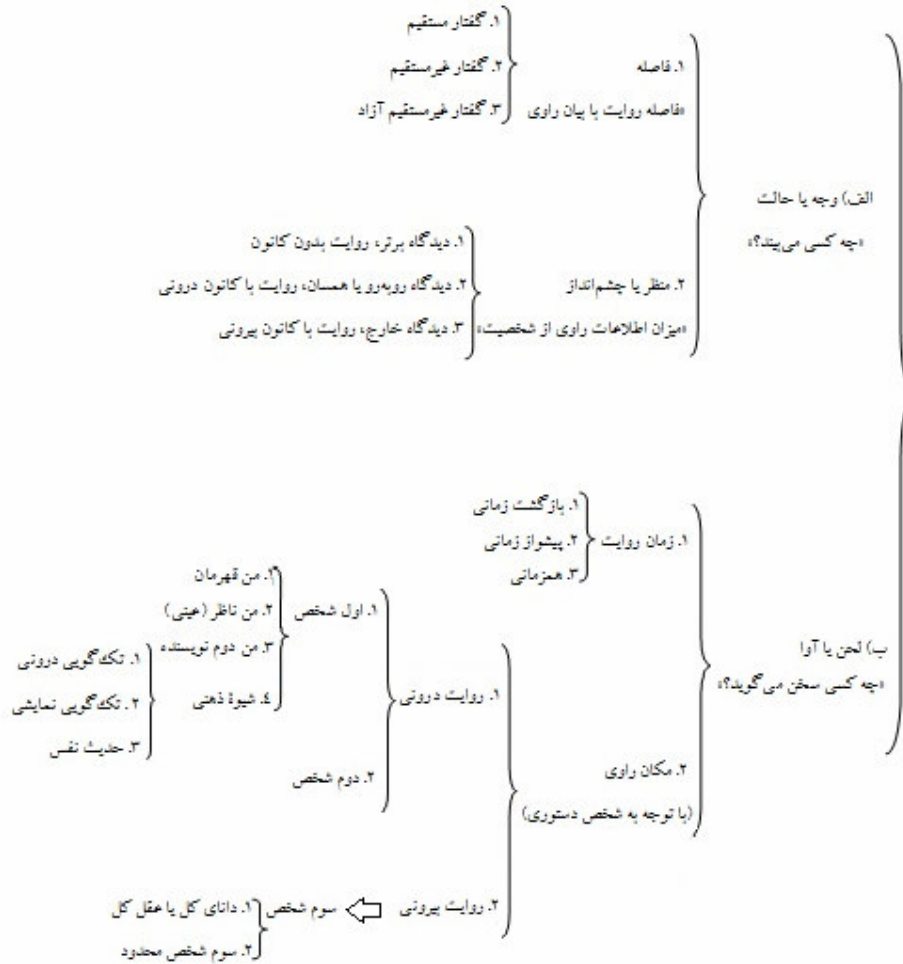 الف) وجه یا حالت
«چه کسی می‌بیند؟»
۱. فاصله
«فاصله روایت با بیان راوی
۱. گفتار مستقیم
۲. گفتار غیرمستقیم
۳. گفتار غیرمستقیم آزاد
۲. منظر یا چشم‌انداز
«میزان اطلاعات راوی از شخصیت»
۱. دیدگاه برتر، روایت بدون کانون
۲. دیدگاه روبه‌رو یا همسان، روایت با کانون درونی
۳. دیدگاه خارج، روایت با کانون بیرونی
ب) لحن یا آوا
«چه کسی سخن می‌گوید؟»
۱. زمان روایت
۱. بازگشت زمانی
۲. پیشواز زمانی
۳. همزمانی
۲. مکان راوی
(با توجه به شخص دستوری)
۱. روایت درونی
۱. اول شخص
۱. من قهرمان
۲. من ناظر (عینی)
۳. من دوم نویسنده
۴. شیوهٔ ذهنی
۱. تک‌گویی درونی
۲. تک‌گویی نمایشی
۳. حدیث نفس
۲. دوم شخص
۲. روایت بیرونی
سوم شخص
۱. دانای کل یا عقل کل
۲. سوم شخص محدود